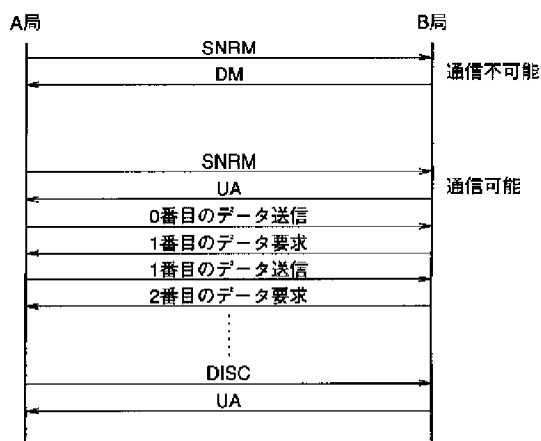 A局
B局
SNRM
DM
通信不可能
SNRM
UA
通信可能
0番目のデータ送信
1番目のデータ要求
1番目のデータ送信
2番目のデータ要求
DISC
UA